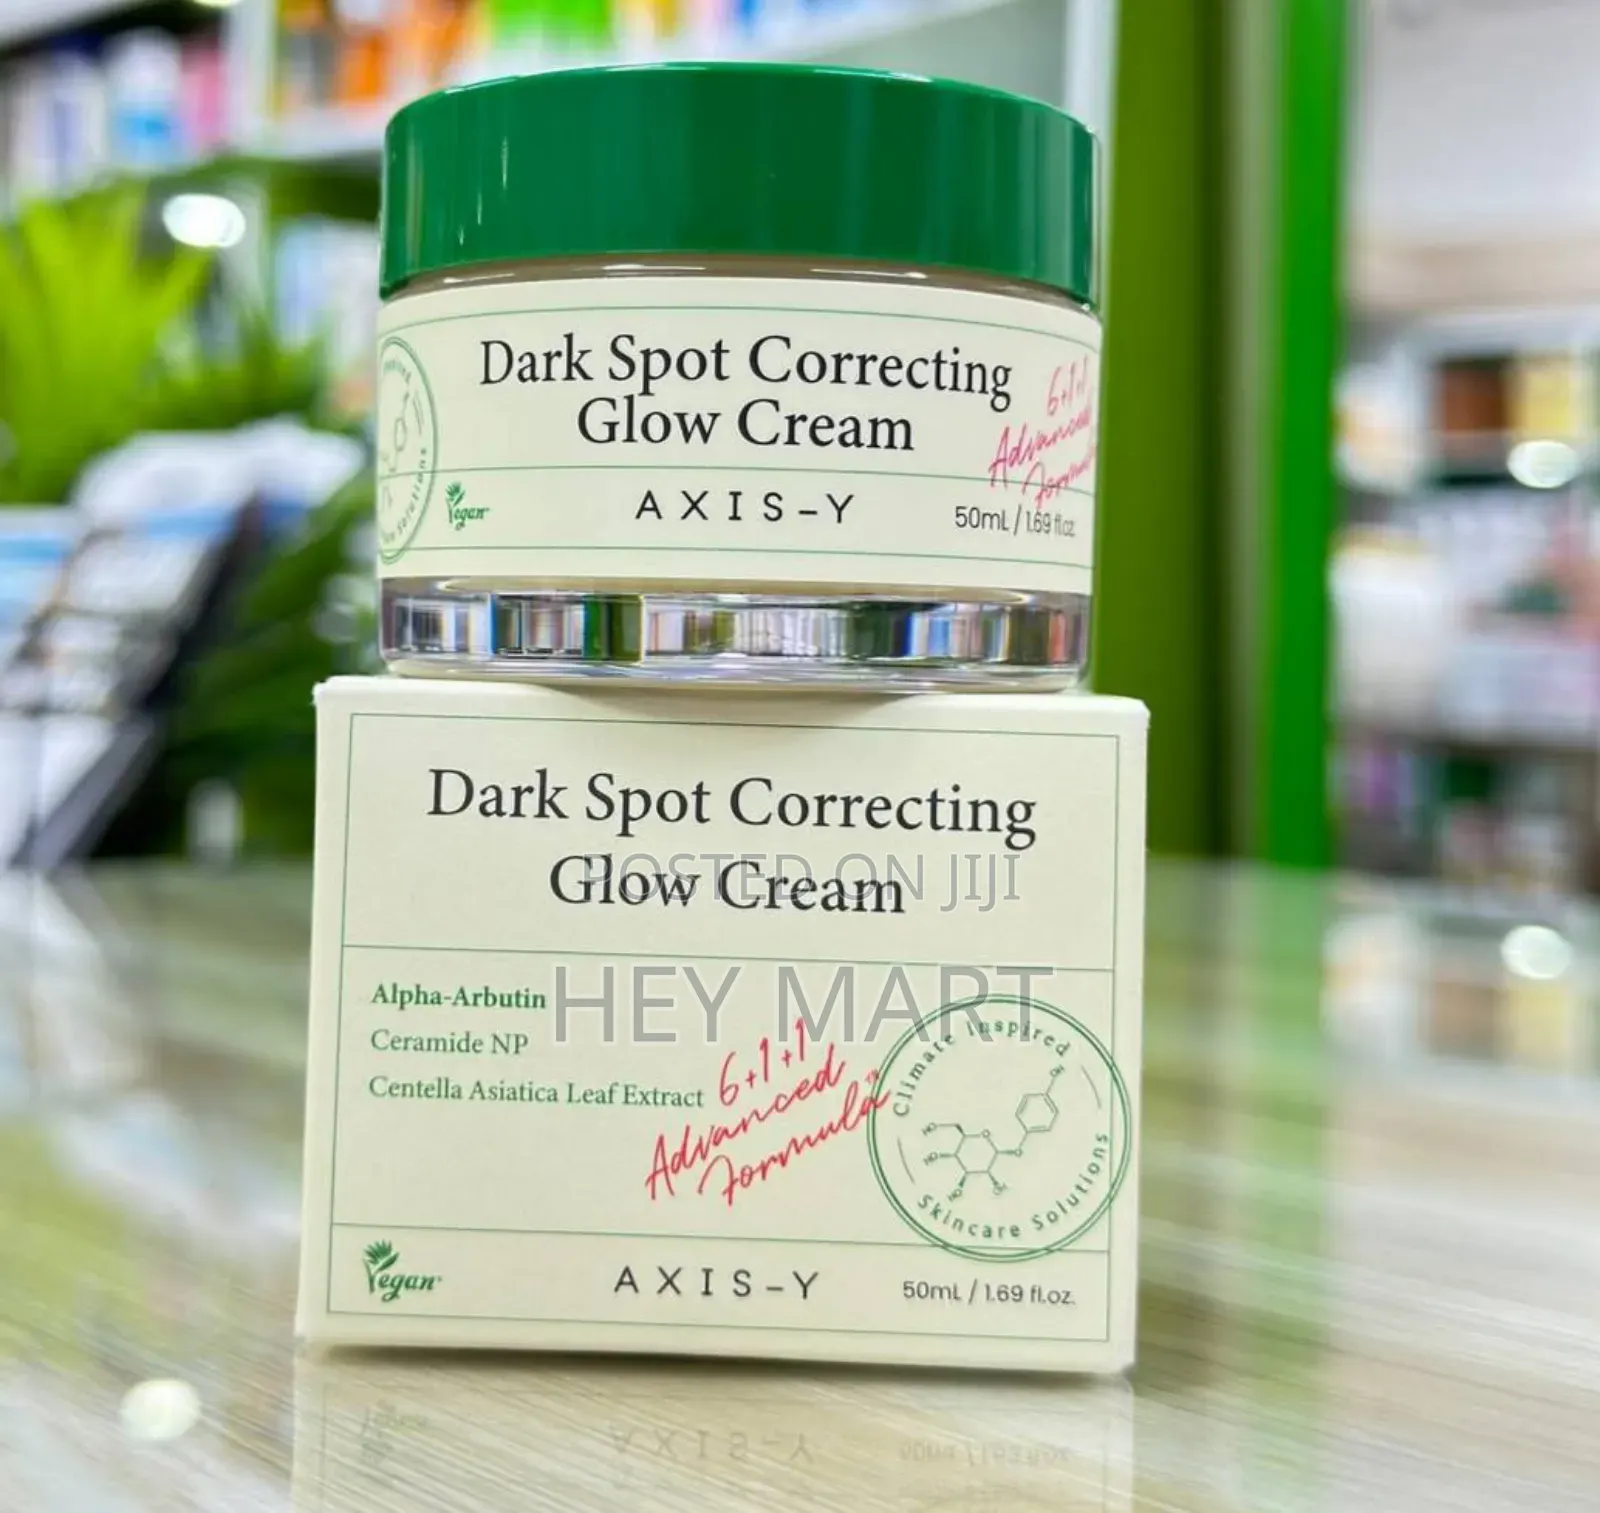 Dark Spot Correcting
Glow Cream
6+1+1
Advanced
Vegan
AXIS-Y
50mL / 1.69 fl.oz.
Dark Spot Correcting
Glow Cream
POSTED ON JIJI
HEY MART
Alpha-Arbutin
Ceramide NP
Centella Asiatica Leaf Extract
6+1+1
Advanced
Formula
Climate Inspired
Skincare Solutions
Vegan
AXIS-Y
50mL / 1.69 fl.oz.